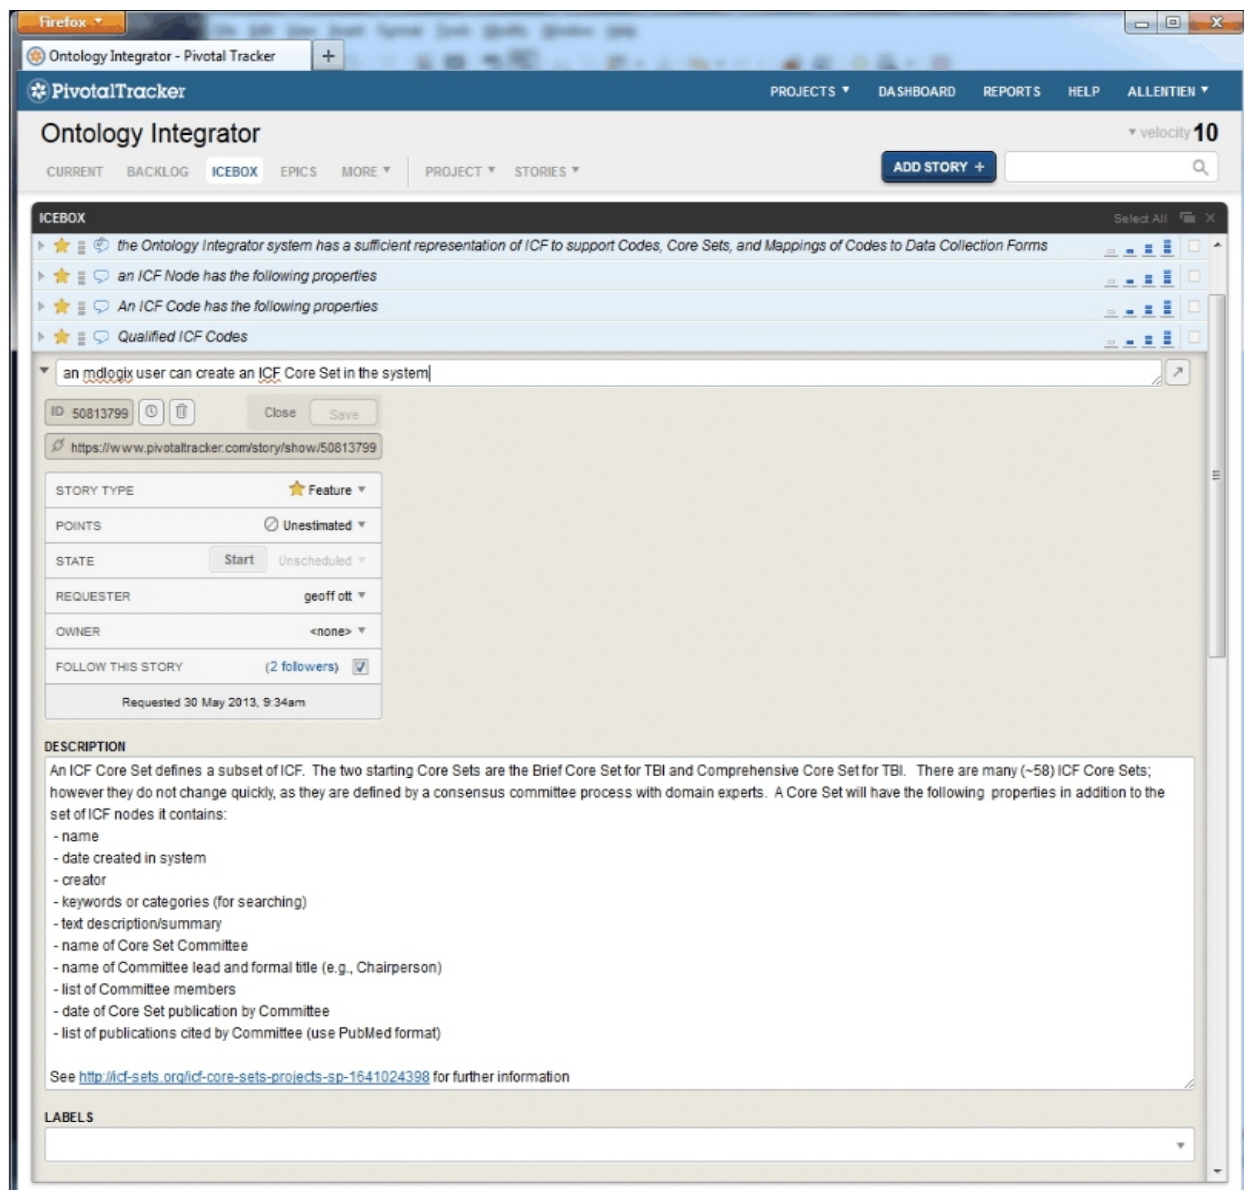 Firefox
Ontology Integrator - Pivotal Tracker
PivotalTracker
PROJECTS DASHBOARD REPORTS HELP ALLENTIEN
Ontology Integrator
velocity 10
CURRENT BACKLOG ICEBOX EPICS MORE PROJECT STORIES
ADD STORY +
ICEBOX
Select All
the Ontology Integrator system has a sufficient representation of ICF to support Codes, Core Sets, and Mappings of Codes to Data Collection Forms
an ICF Node has the following properties
An ICF Code has the following properties
Qualified ICF Codes
an mdlogix user can create an ICF Core Set in the system
ID 50813799
Close Save
https://www.pivotaltracker.com/story/show/50813799
STORY TYPE Feature
POINTS Unestimated
STATE Start Unscheduled
REQUESTER geoff ott
OWNER <none>
FOLLOW THIS STORY (2 followers)
Requested 30 May 2013, 9:34am
DESCRIPTION
An ICF Core Set defines a subset of ICF. The two starting Core Sets are the Brief Core Set for TBI and Comprehensive Core Set for TBI. There are many (~58) ICF Core Sets;
however they do not change quickly, as they are defined by a consensus committee process with domain experts. A Core Set will have the following properties in addition to the
set of ICF nodes it contains:
- name
- date created in system
- creator
- keywords or categories (for searching)
- text description/summary
- name of Core Set Committee
- name of Committee lead and formal title (e.g., Chairperson)
- list of Committee members
- date of Core Set publication by Committee
- list of publications cited by Committee (use PubMed format)
See http://icf-sets.org/icf-core-sets-projects-sp-1641024398 for further information
LABELS